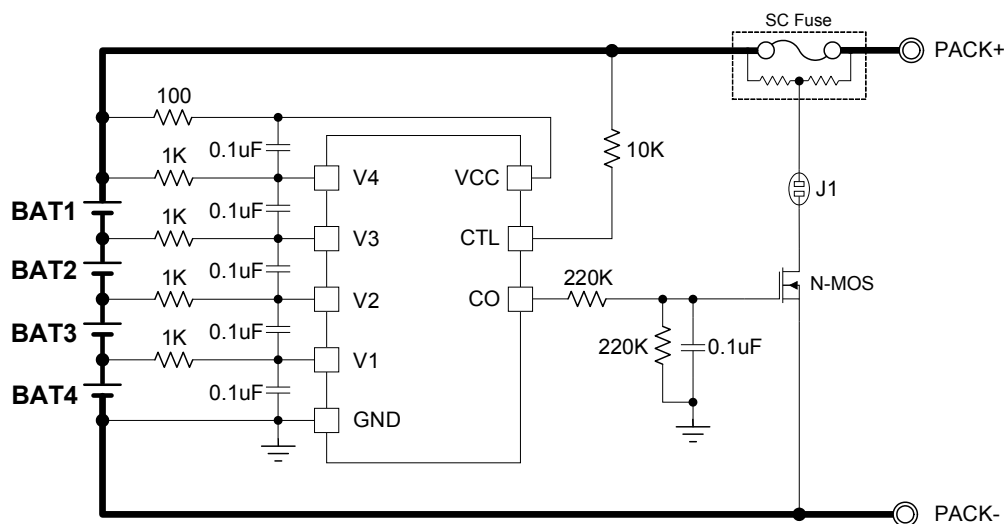 SC Fuse
PACK+
100
0.1uF
10K
1K
V4
VCC
0.1uF
J1
BAT1
1K
V3
CTL
0.1uF
BAT2
220K
N-MOS
1K
V2
CO
0.1uF
BAT3
220K
0.1uF
1K
V1
0.1uF
BAT4
GND
PACK-